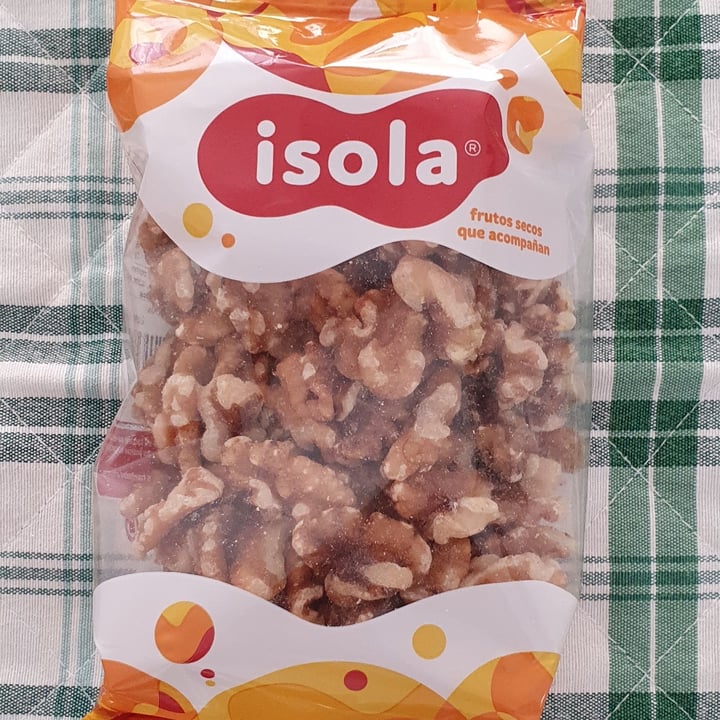 isola®
frutos secos
que acompañan